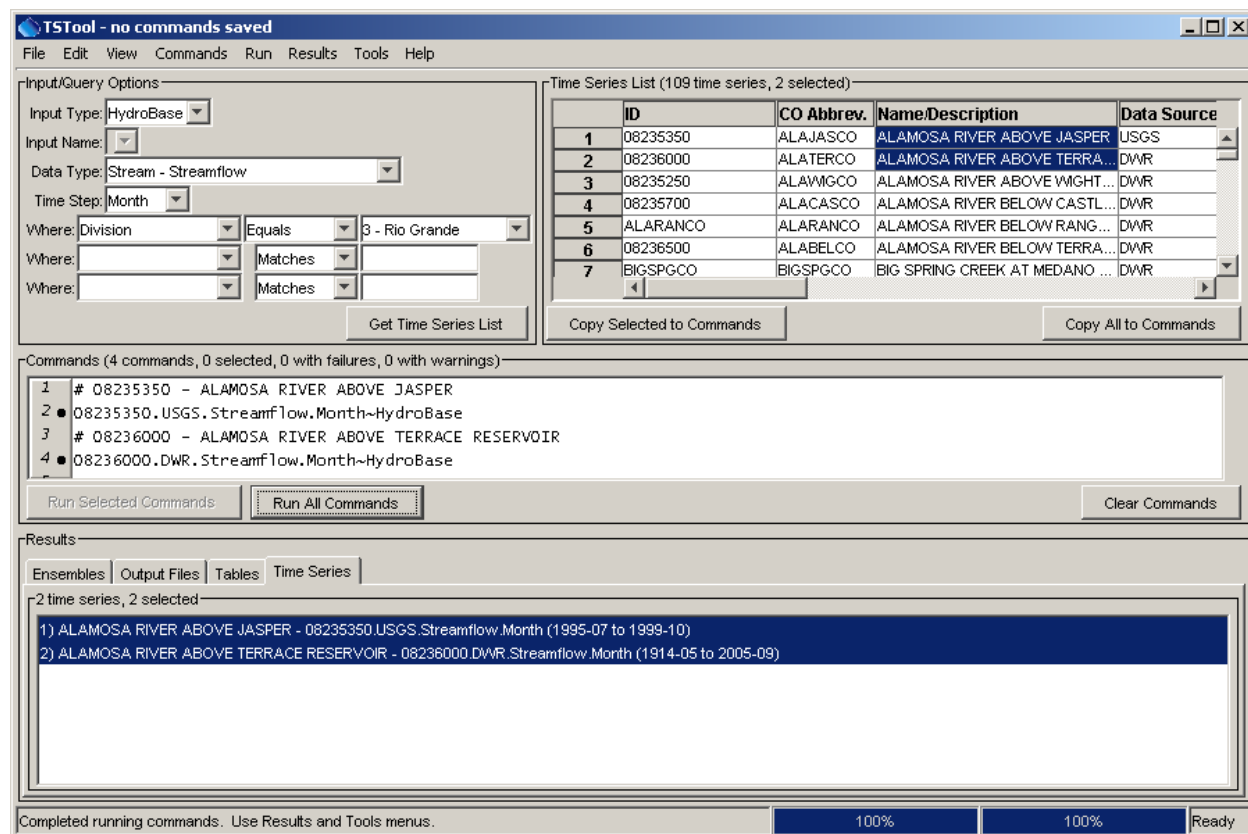 TSTool - no commands saved
File Edit View Commands Run Results Tools Help
Input/Query Options
Input Type: HydroBase
Input Name:
Data Type: Stream - Streamflow
Time Step: Month
Where: Division Equals 3 - Rio Grande
Where: Matches
Where: Matches
Get Time Series List
Time Series List (109 time series, 2 selected)
ID CO Abbrev. Name/Description Data Source
1 08235350 ALAJASCO ALAMOSA RIVER ABOVE JASPER USGS
2 08236000 ALATERCO ALAMOSA RIVER ABOVE TERRA... DWR
3 08235250 ALAWIGCO ALAMOSA RIVER ABOVE WIGHT... DWR
4 08235700 ALACASCO ALAMOSA RIVER BELOW CASTL... DWR
5 ALARANCO ALARANCO ALAMOSA RIVER BELOW RANG... DWR
6 08236500 ALABELCO ALAMOSA RIVER BELOW TERRA... DWR
7 BIGSPGCO BIGSPGCO BIG SPRING CREEK AT MEDANO ... DWR
Copy Selected to Commands Copy All to Commands
Commands (4 commands, 0 selected, 0 with failures, 0 with warnings)
1 # 08235350 - ALAMOSA RIVER ABOVE JASPER
2 08235350.USGS.Streamflow.Month~HydroBase
3 # 08236000 - ALAMOSA RIVER ABOVE TERRACE RESERVOIR
4 08236000.DWR.Streamflow.Month~HydroBase
Run Selected Commands Run All Commands Clear Commands
Results
Ensembles Output Files Tables Time Series
2 time series, 2 selected
1) ALAMOSA RIVER ABOVE JASPER - 08235350.USGS.Streamflow.Month (1995-07 to 1999-10)
2) ALAMOSA RIVER ABOVE TERRACE RESERVOIR - 08236000.DWR.Streamflow.Month (1914-05 to 2005-09)
Completed running commands. Use Results and Tools menus. 100% 100% Ready